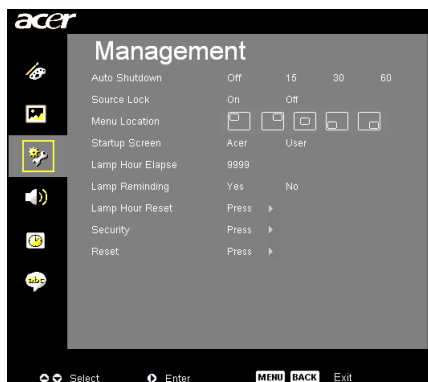 acer
Management
Auto Shutdown Off 15 30 60
Source Lock On Off
Menu Location
Startup Screen Acer User
Lamp Hour Elapse 9999
Lamp Reminding Yes No
Lamp Hour Reset Press
Security Press
Reset Press
abc
Select Enter MENU BACK Exit